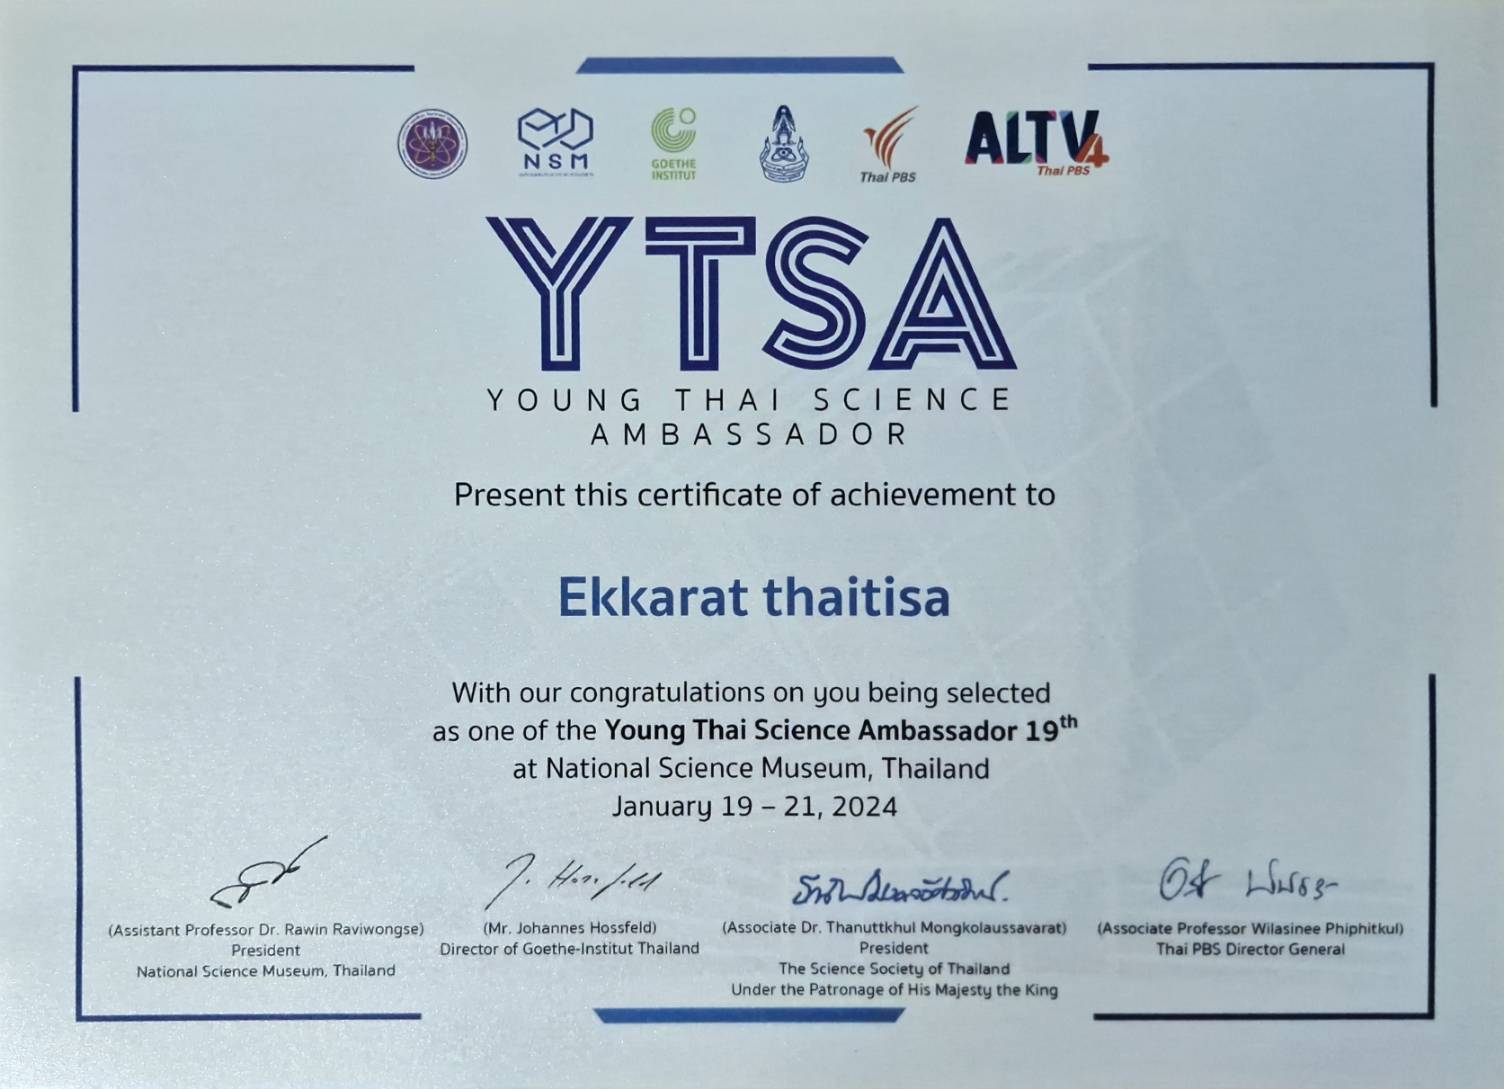 NSM
GOETHE
INSTITUT
Thai PBS
ALTV4
Thai PBS
YTSA
YOUNG THAI SCIENCE
AMBASSADOR
Present this certificate of achievement to
Ekkarat thaitisa
With our congratulations on you being selected
as one of the Young Thai Science Ambassador 19th
at National Science Museum, Thailand
January 19 – 21, 2024
J. Hossfeld
(Assistant Professor Dr. Rawin Raviwongse)
President
National Science Museum, Thailand
(Mr. Johannes Hossfeld)
Director of Goethe-Institut Thailand
(Associate Dr. Thanuttkhul Mongkolaussavarat)
President
The Science Society of Thailand
Under the Patronage of His Majesty the King
(Associate Professor Wilasinee Phiphitkul)
Thai PBS Director General